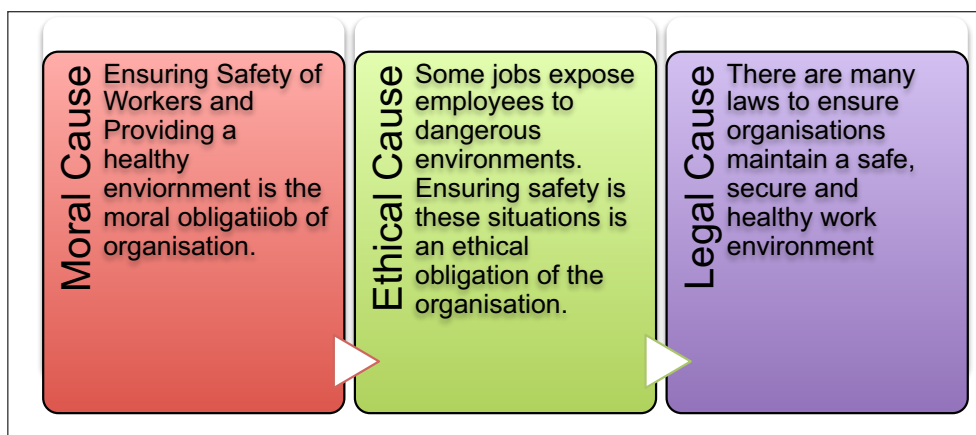 Moral Cause
Ensuring Safety of
Workers and
Providing a
healthy
enviornment is the
moral obligatiiob of
organisation.
Ethical Cause
Some jobs expose
employees to
dangerous
environments.
Ensuring safety is
these situations is
an ethical
obligation of the
organisation.
Legal Cause
There are many
laws to ensure
organisations
maintain a safe,
secure and
healthy work
environment